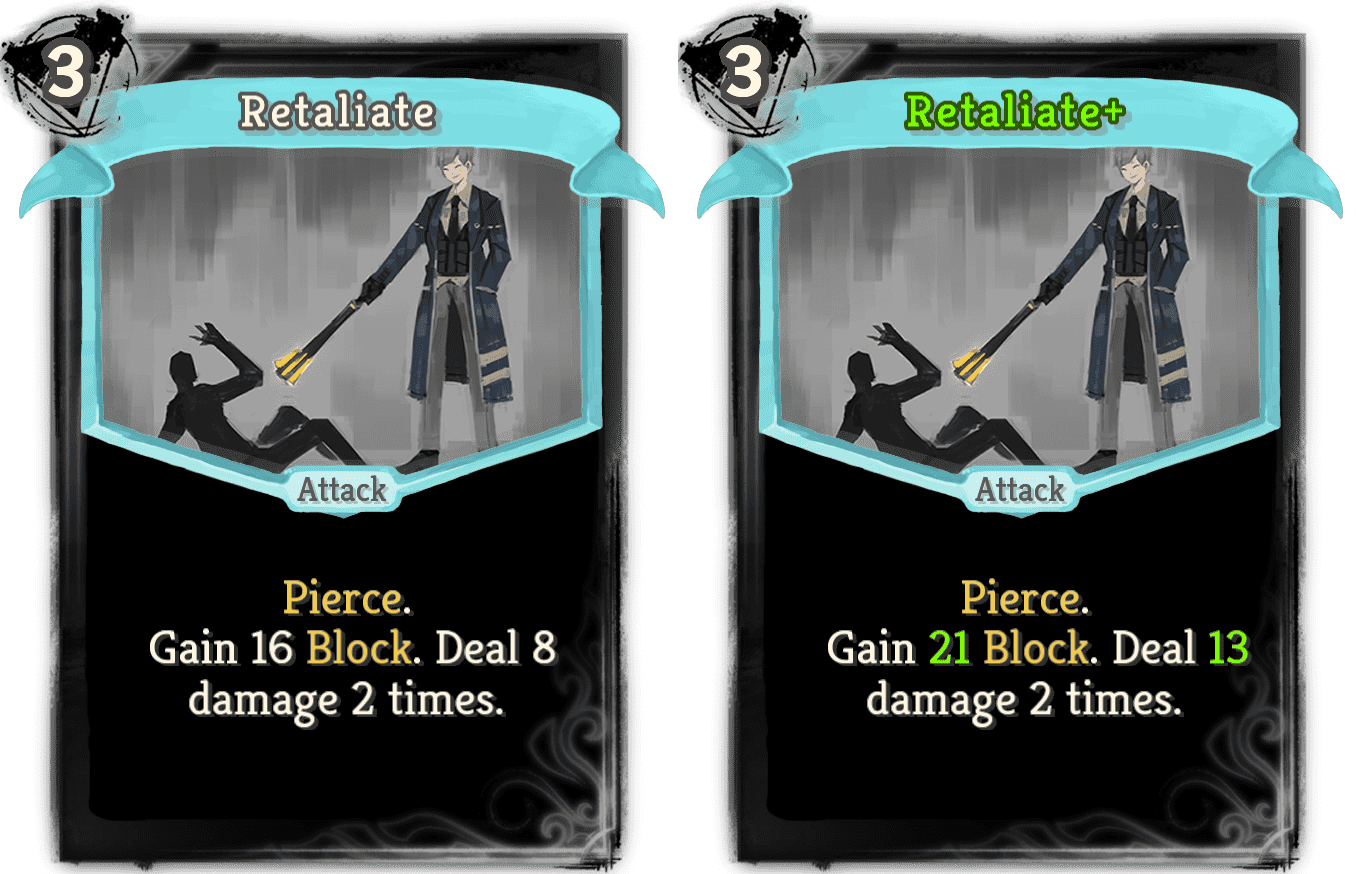 3
Retaliate
Attack
Pierce.
Gain 16 Block. Deal 8
damage 2 times.
3
Retaliate+
Attack
Pierce.
Gain 21 Block. Deal 13
damage 2 times.